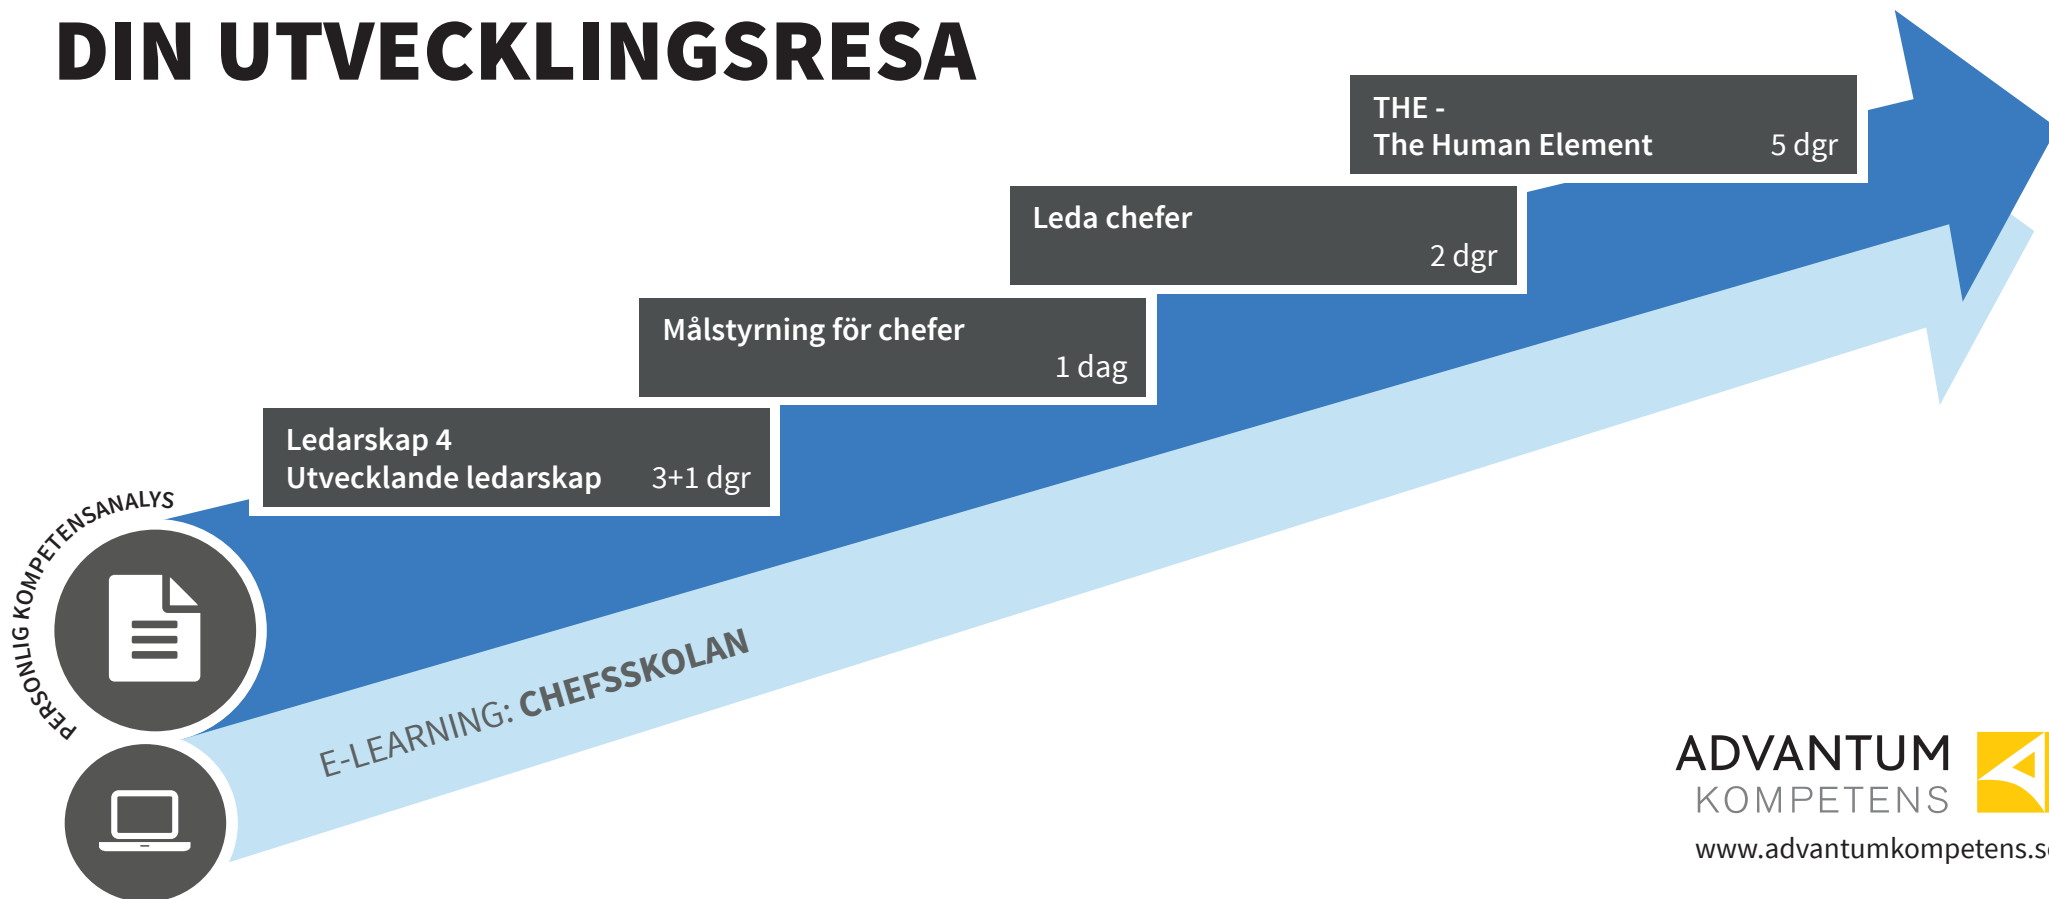 DIN UTVECKLINGSRESA
THE -
The Human Element 5 dgr
Leda chefer
2 dgr
Målstyrning för chefer
1 dag
Ledarskap 4
Utvecklande ledarskap 3+1 dgr
PERSONLIG KOMPETENSANALYS
E-LEARNING: CHEFSSKOLAN
ADVANTUM
KOMPETENS
www.advantumkompetens.se